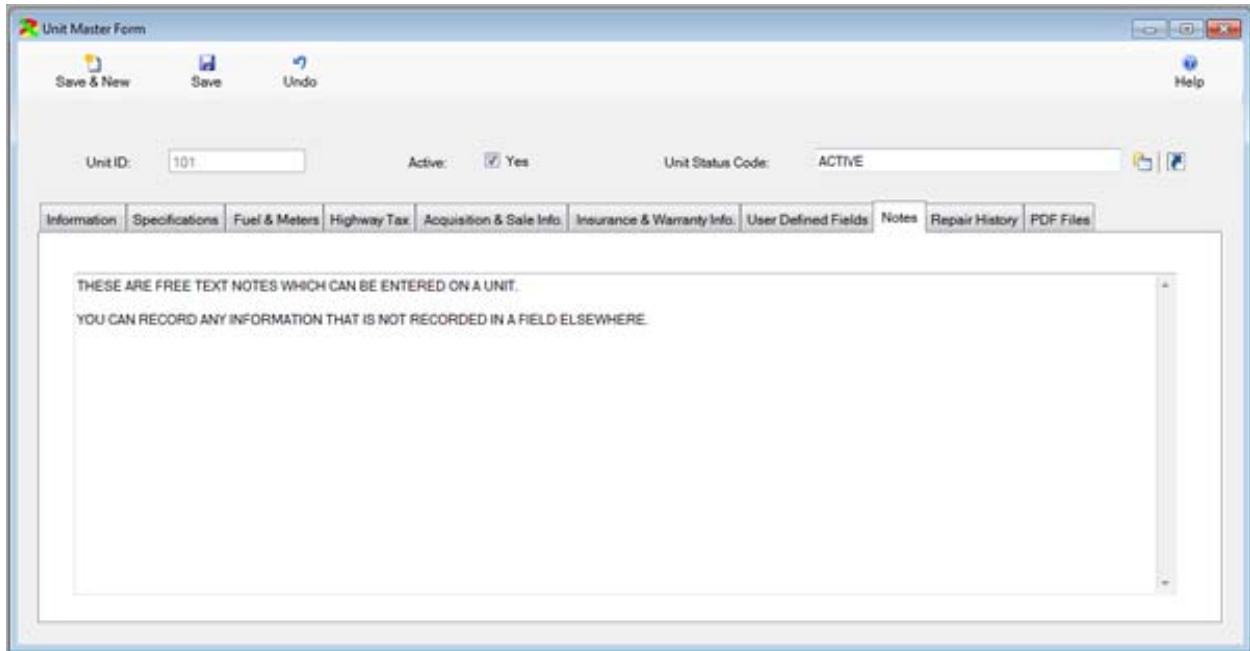 Unit Master Form
Save & New Save Undo Help
Unit ID: 101 Active: Yes Unit Status Code: ACTIVE
Information Specifications Fuel & Meters Highway Tax Acquisition & Sale Info. Insurance & Warranty Info. User Defined Fields Notes Repair History PDF Files
THESE ARE FREE TEXT NOTES WHICH CAN BE ENTERED ON A UNIT.
YOU CAN RECORD ANY INFORMATION THAT IS NOT RECORDED IN A FIELD ELSEWHERE.